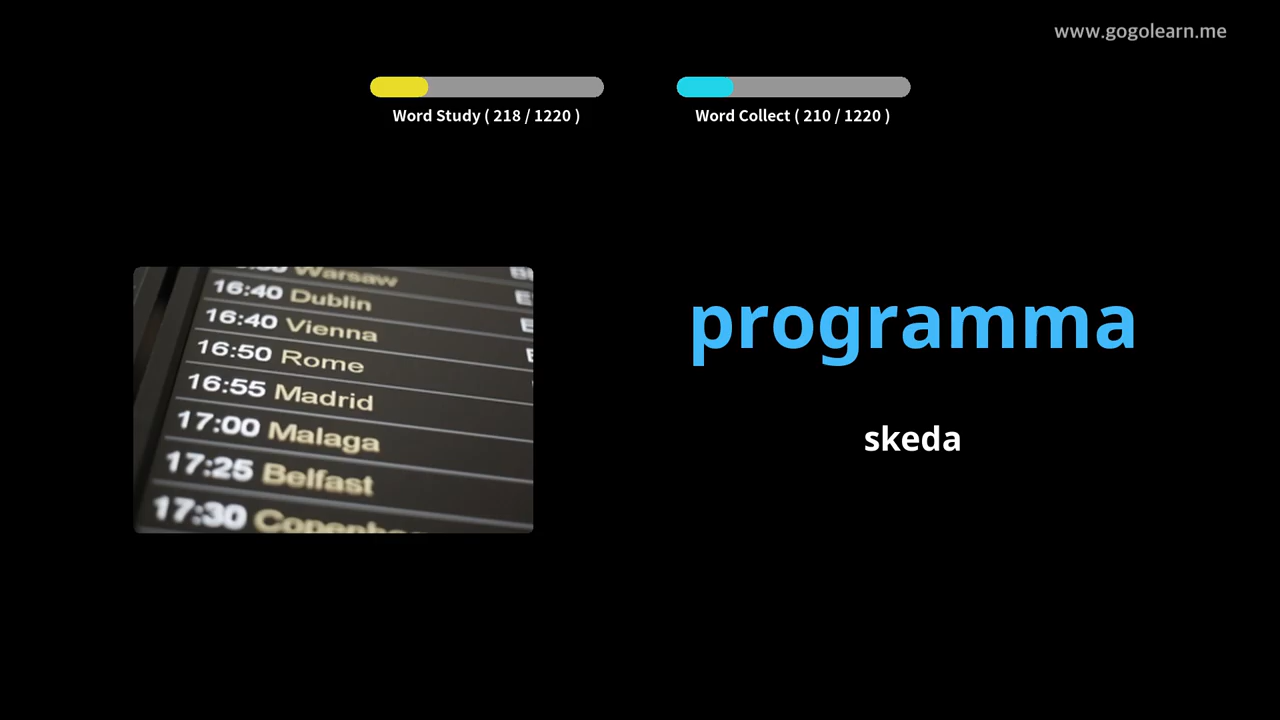 www.gogolearn.me
Word Study ( 218 / 1220 )
Word Collect ( 210 / 1220 )
Warsaw
16:40 Dublin
16:40 Vienna
16:50 Rome
16:55 Madrid
17:00 Malaga
17:25 Belfast
17:30
programma
skeda